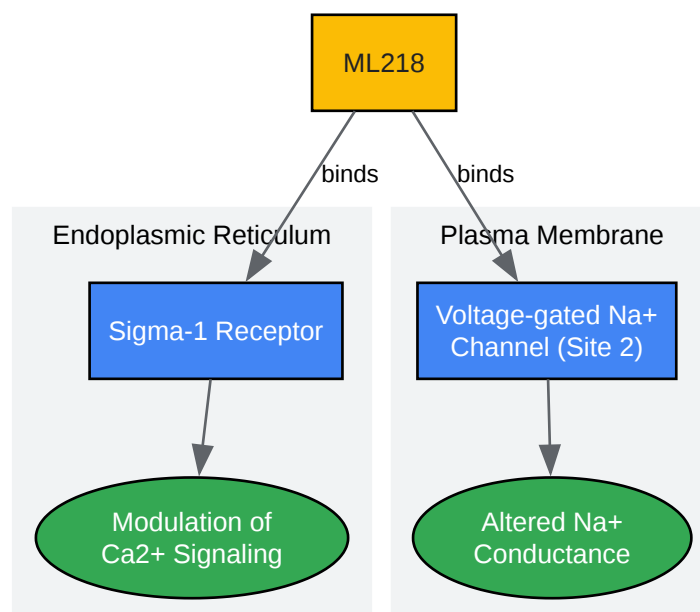 ML218
binds
binds
Endoplasmic Reticulum
Plasma Membrane
Sigma-1 Receptor
Voltage-gated Na+
Channel (Site 2)
Modulation of
Ca2+ Signaling
Altered Na+
Conductance